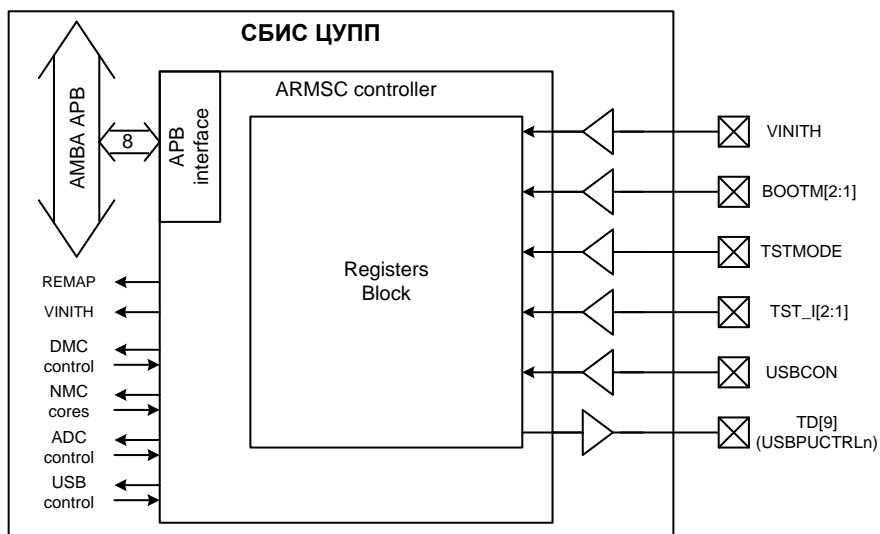 СБИС ЦУПП
AMBA APB
8
APB
interface
ARMSC controller
Registers
Block
REMAP
VINITH
DMC
control
NMC
cores
ADC
control
USB
control
VINITH
BOOTM[2:1]
TSTMODE
TST_I[2:1]
USBCON
TD[9]
(USBPUCTRLn)